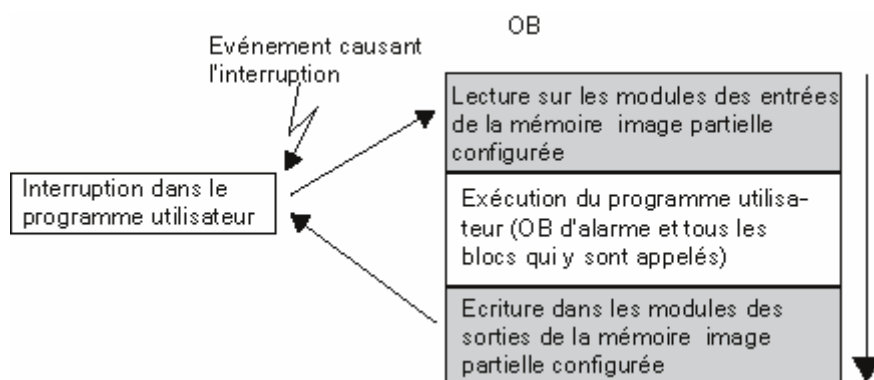 OB
Evénement causant
l'interruption
Lecture sur les modules des entrées
de la mémoire image partielle
configurée
Interruption dans le
programme utilisateur
Exécution du programme utilisa-
teur (OB d'alarme et tous les
blocs qui y sont appelés)
Ecriture dans les modules des
sorties de la mémoire image
partielle configurée